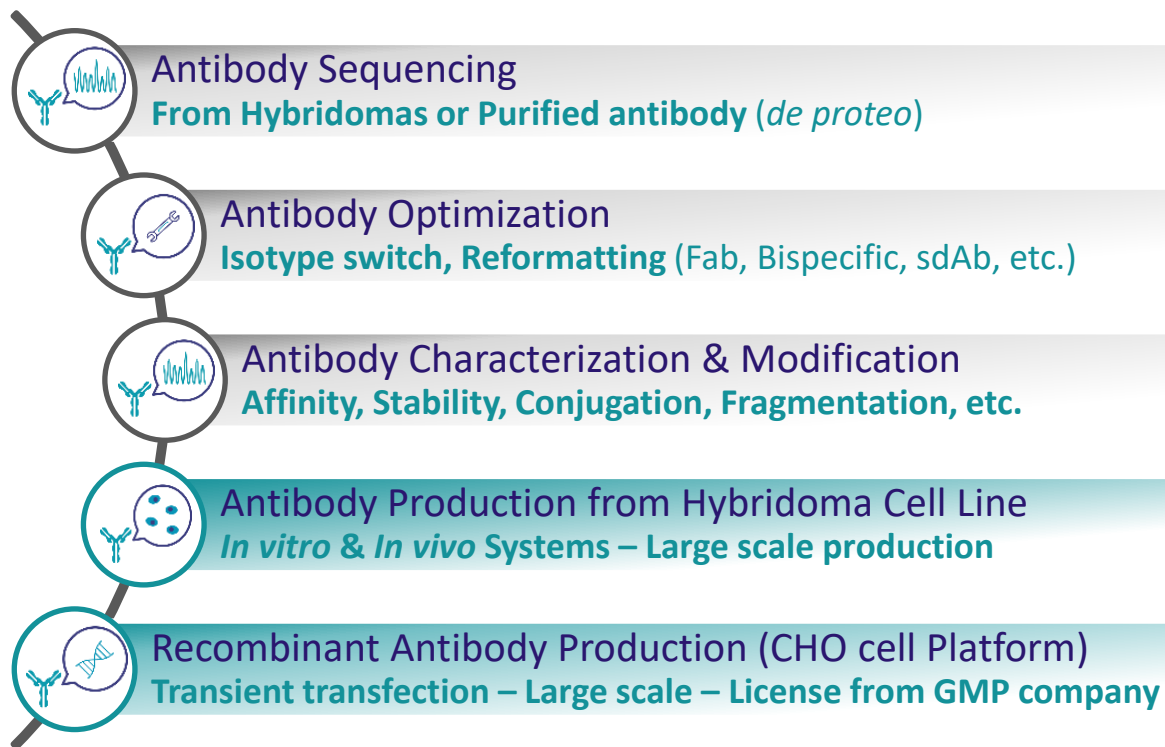 Antibody Sequencing
From Hybridomas or Purified antibody (de proteo)
Antibody Optimization
Isotype switch, Reformatting (Fab, Bispecific, sdAb, etc.)
Antibody Characterization & Modification
Affinity, Stability, Conjugation, Fragmentation, etc.
Antibody Production from Hybridoma Cell Line
In vitro & In vivo Systems – Large scale production
Recombinant Antibody Production (CHO cell Platform)
Transient transfection – Large scale – License from GMP company